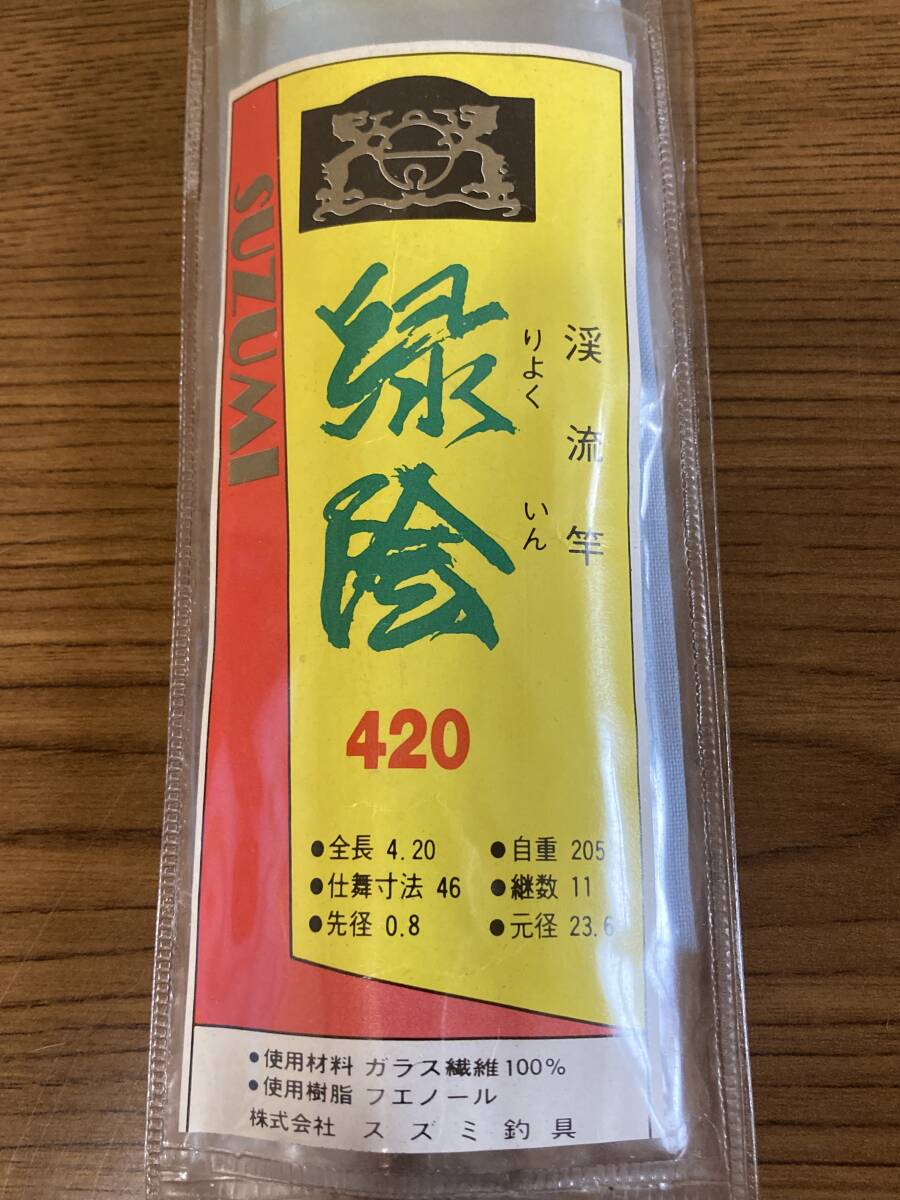 SUZUMI
渓流竿
緑陰
りよくいん
420
●全長 4.20 ●自重 205
●仕舞寸法 46 ●継数 11
●先径 0.8 ●元径 23.6
●使用材料 ガラス繊維100%
●使用樹脂 フエノール
株式会社 スズミ釣具